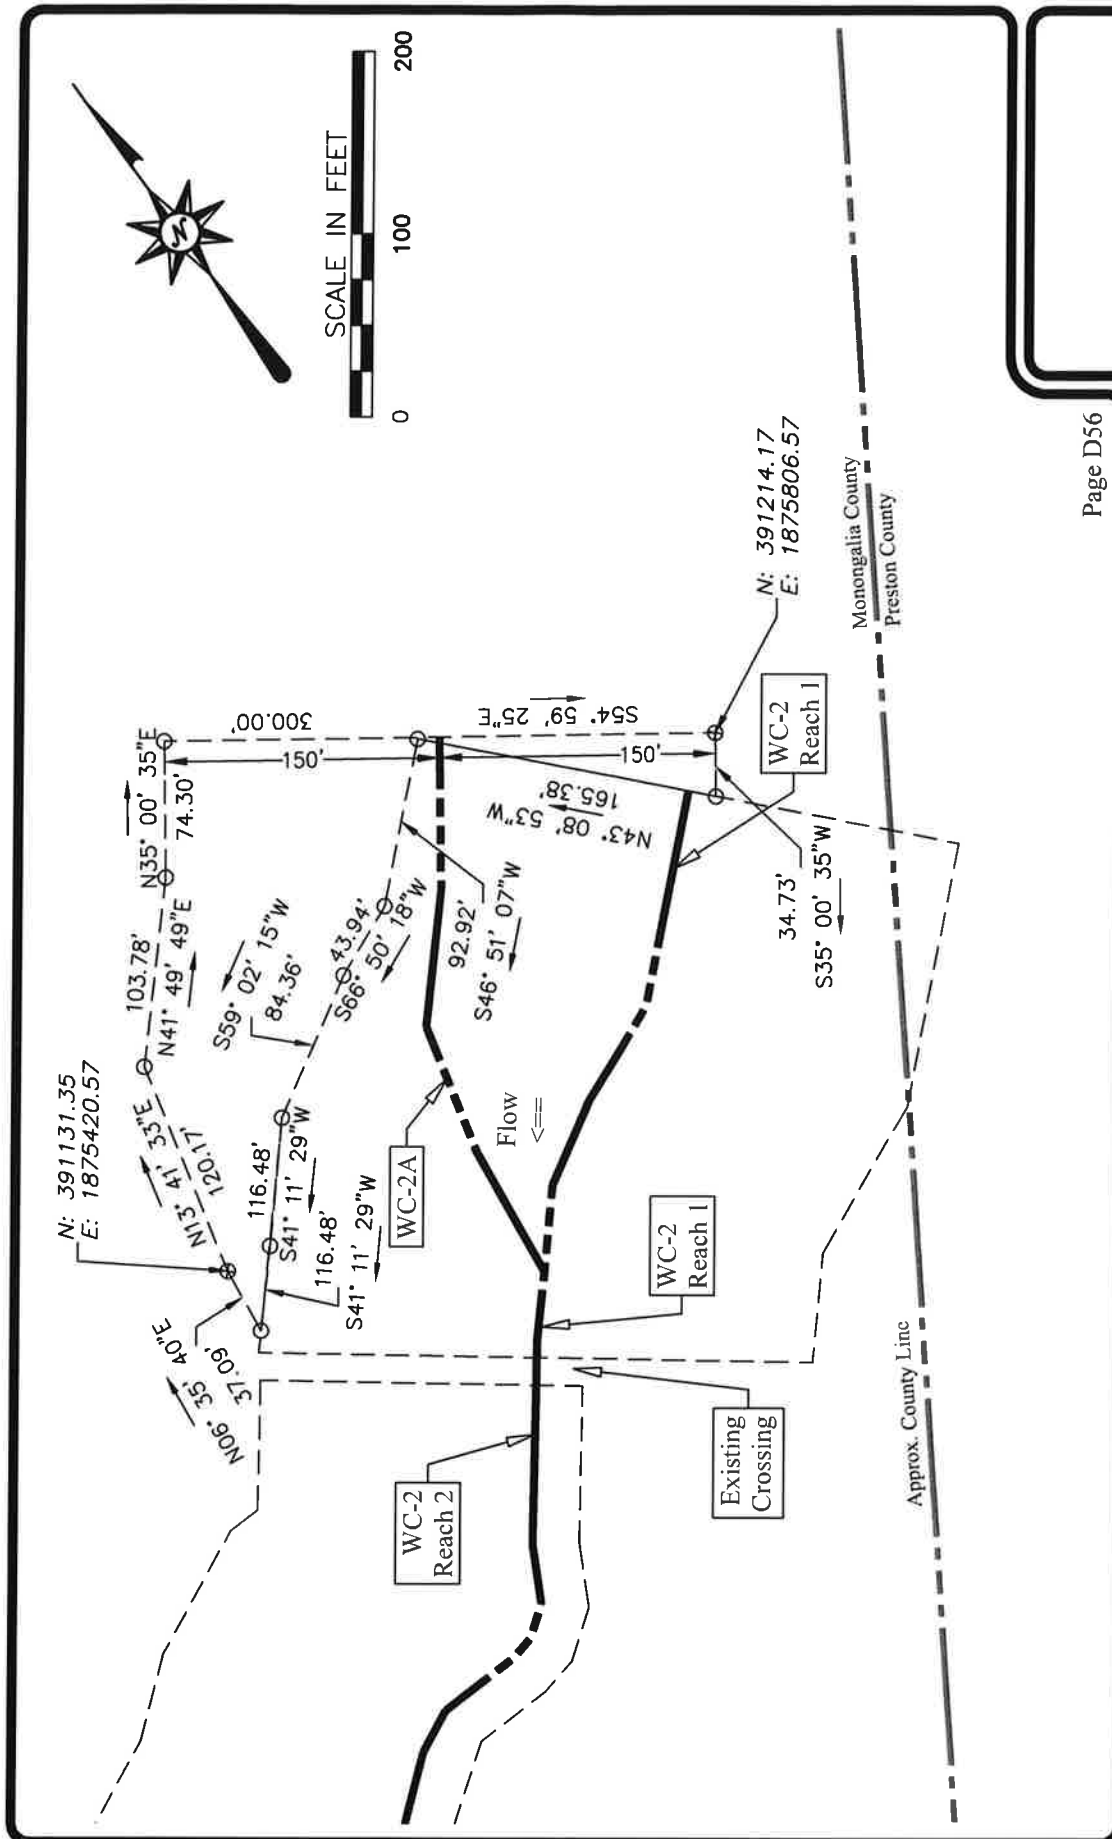 N
SCALE IN FEET
0 100 200
N: 391131.35
E: 1875420.57
N06° 35' 40"E
37.09'
N13° 41' 33"E
120.17'
103.78'
N41° 49' 49"E
N35° 00' 35"E
74.30'
300.00'
150'
150'
S54° 59' 25"E
S59° 02' 15"W
84.36'
43.94'
S66° 50' 18"W
92.92'
S46° 51' 07"W
116.48'
S41° 11' 29"W
116.48'
S41° 11' 29"W
N43° 08' 53"W
165.38'
34.73'
S35° 00' 35"W
N: 391214.17
E: 1875806.57
WC-2A
Flow
<==
WC-2
Reach 1
WC-2
Reach 1
WC-2
Reach 2
Existing
Crossing
Approx. County Line
Monongalia County
Preston County
Page D56